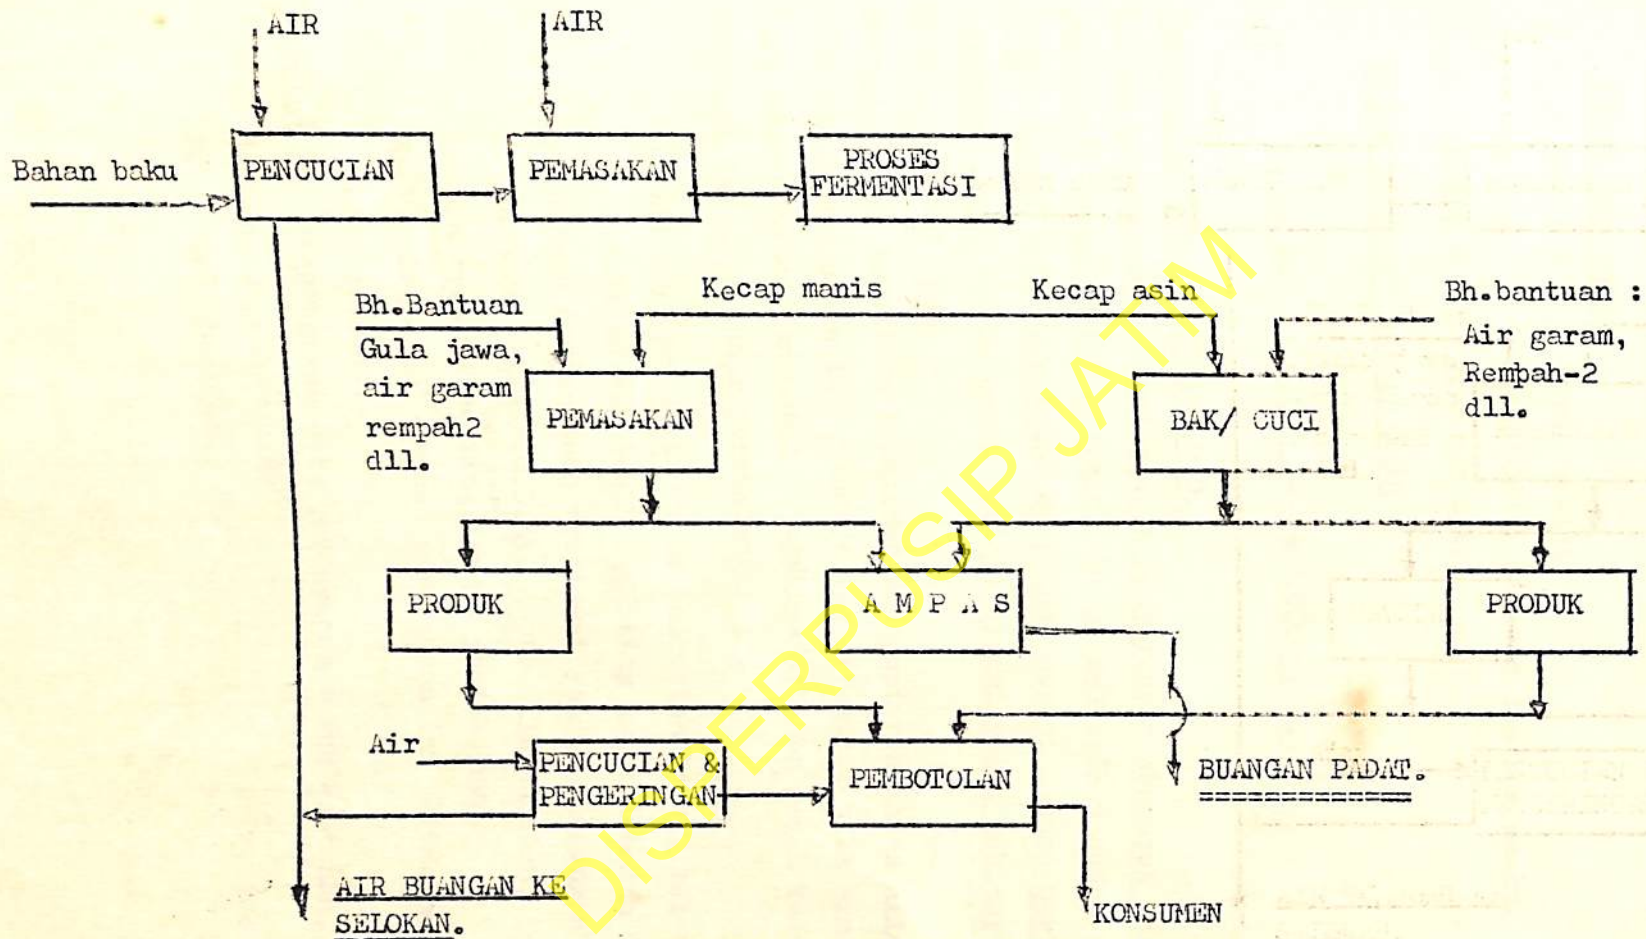 AIR
AIR
Bahan baku
PENCUCIAN
PEMASAKAN
PROSES
FERMENTASI
Kecap manis
Kecap asin
Bh.Bantuan
Gula jawa,
air garam
rempah2
dll.
Bh.bantuan :
Air garam,
Rempah-2
dll.
PEMASAKAN
BAK/ CUCI
PRODUK
A M P A S
PRODUK
Air
PENCUCIAN &
PENGERINGAN
PEMBOTOLAN
BUANGAN PADAT.
AIR BUANGAN KE
SELOKAN.
KONSUMEN
DISPERPUSIP JATIM